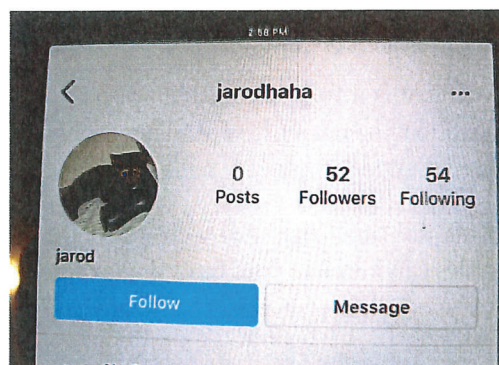 2:58 PM
jarodhaha
0 52 54
Posts Followers Following
jarod
Follow Message